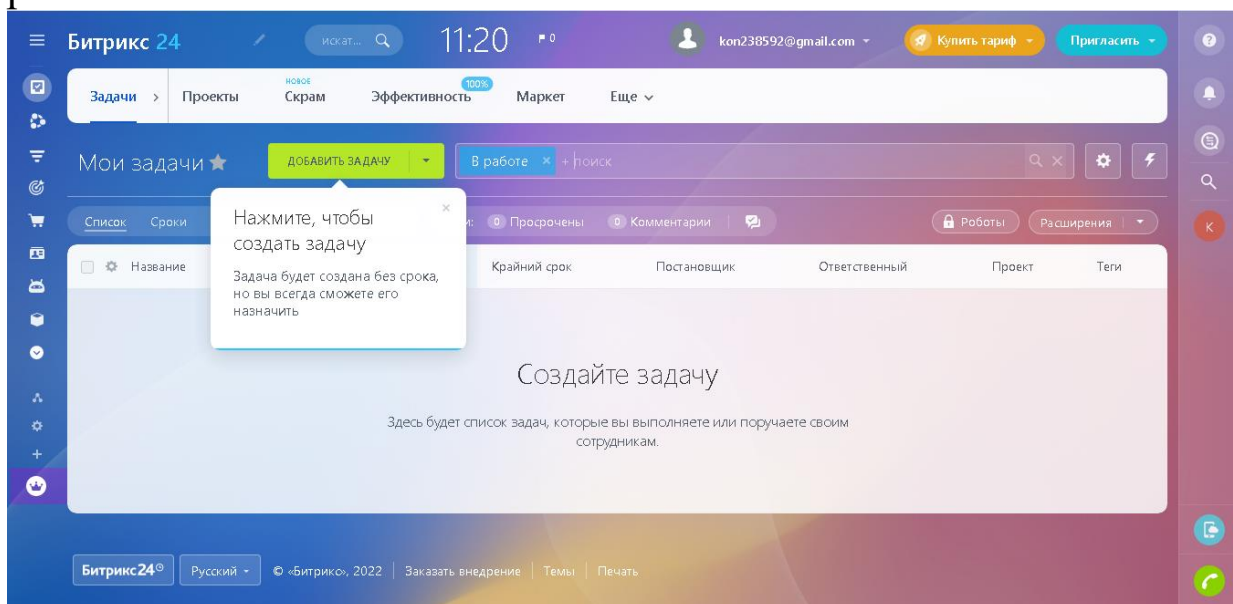 Битрикс 24
искат...
11:20
0
kon238592@gmail.com
Купить тариф
Пригласить
Задачи
Проекты
НОВОЕ
Скрам
Эффективность
100%
Маркет
Еще
Мои задачи
ДОБАВИТЬ ЗАДАЧУ
В работе ×
+ поиск
Нажмите, чтобы
создать задачу
Задача будет создана без срока,
но вы всегда сможете его
назначить
Список
Сроки
и:
0 Просрочены
0 Комментарии
Роботы
Расширения
К
Название
Крайний срок
Постановщик
Ответственный
Проект
Теги
Создайте задачу
Здесь будет список задач, которые вы выполняете или поручаете своим
сотрудникам.
Битрикс24
Русский
© «Битрикс», 2022
Заказать внедрение
Темы
Печать